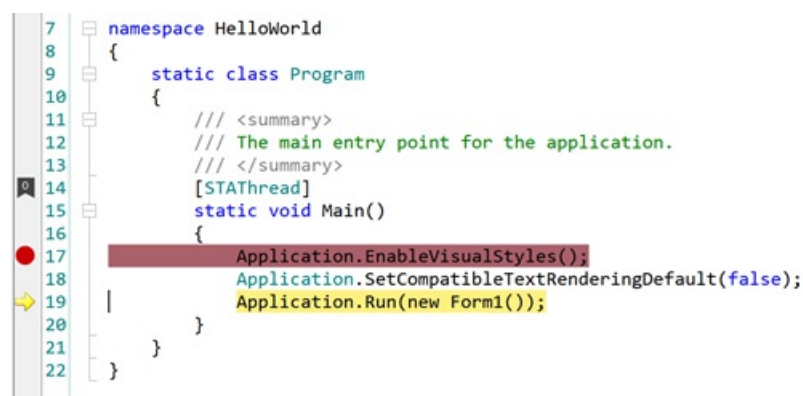 7 namespace HelloWorld
8 {
9 static class Program
10 {
11 /// <summary>
12 /// The main entry point for the application.
13 /// </summary>
0 14 [STAThread]
15 static void Main()
16 {
17 Application.EnableVisualStyles();
18 Application.SetCompatibleTextRenderingDefault(false);
19 Application.Run(new Form1());
20 }
21 }
22 }